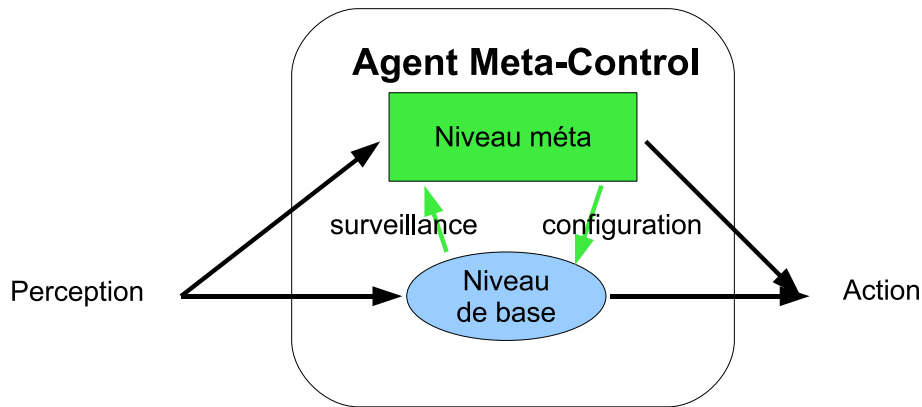 Agent Meta-Control
Niveau méta
surveillance
configuration
Perception
Niveau
de base
Action